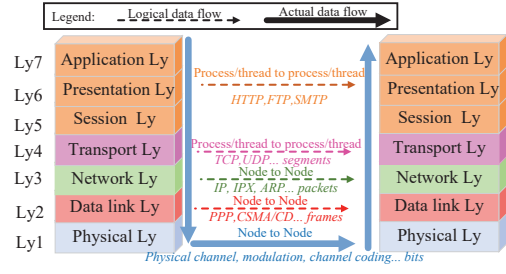 Legend:
Logical data flow
Actual data flow
Ly7
Ly6
Ly5
Ly4
Ly3
Ly2
Ly1
Application Ly
Presentation Ly
Session Ly
Transport Ly
Network Ly
Data link Ly
Physical Ly
Process/thread to process/thread
HTTP,FTP,SMTP
Process/thread to process/thread
TCP,UDP... segments
Node to Node
IP, IPX, ARP... packets
Node to Node
PPP,CSMA/CD... frames
Node to Node
Physical channel, modulation, channel coding... bits
Application Ly
Presentation Ly
Session Ly
Transport Ly
Network Ly
Data link Ly
Physical Ly